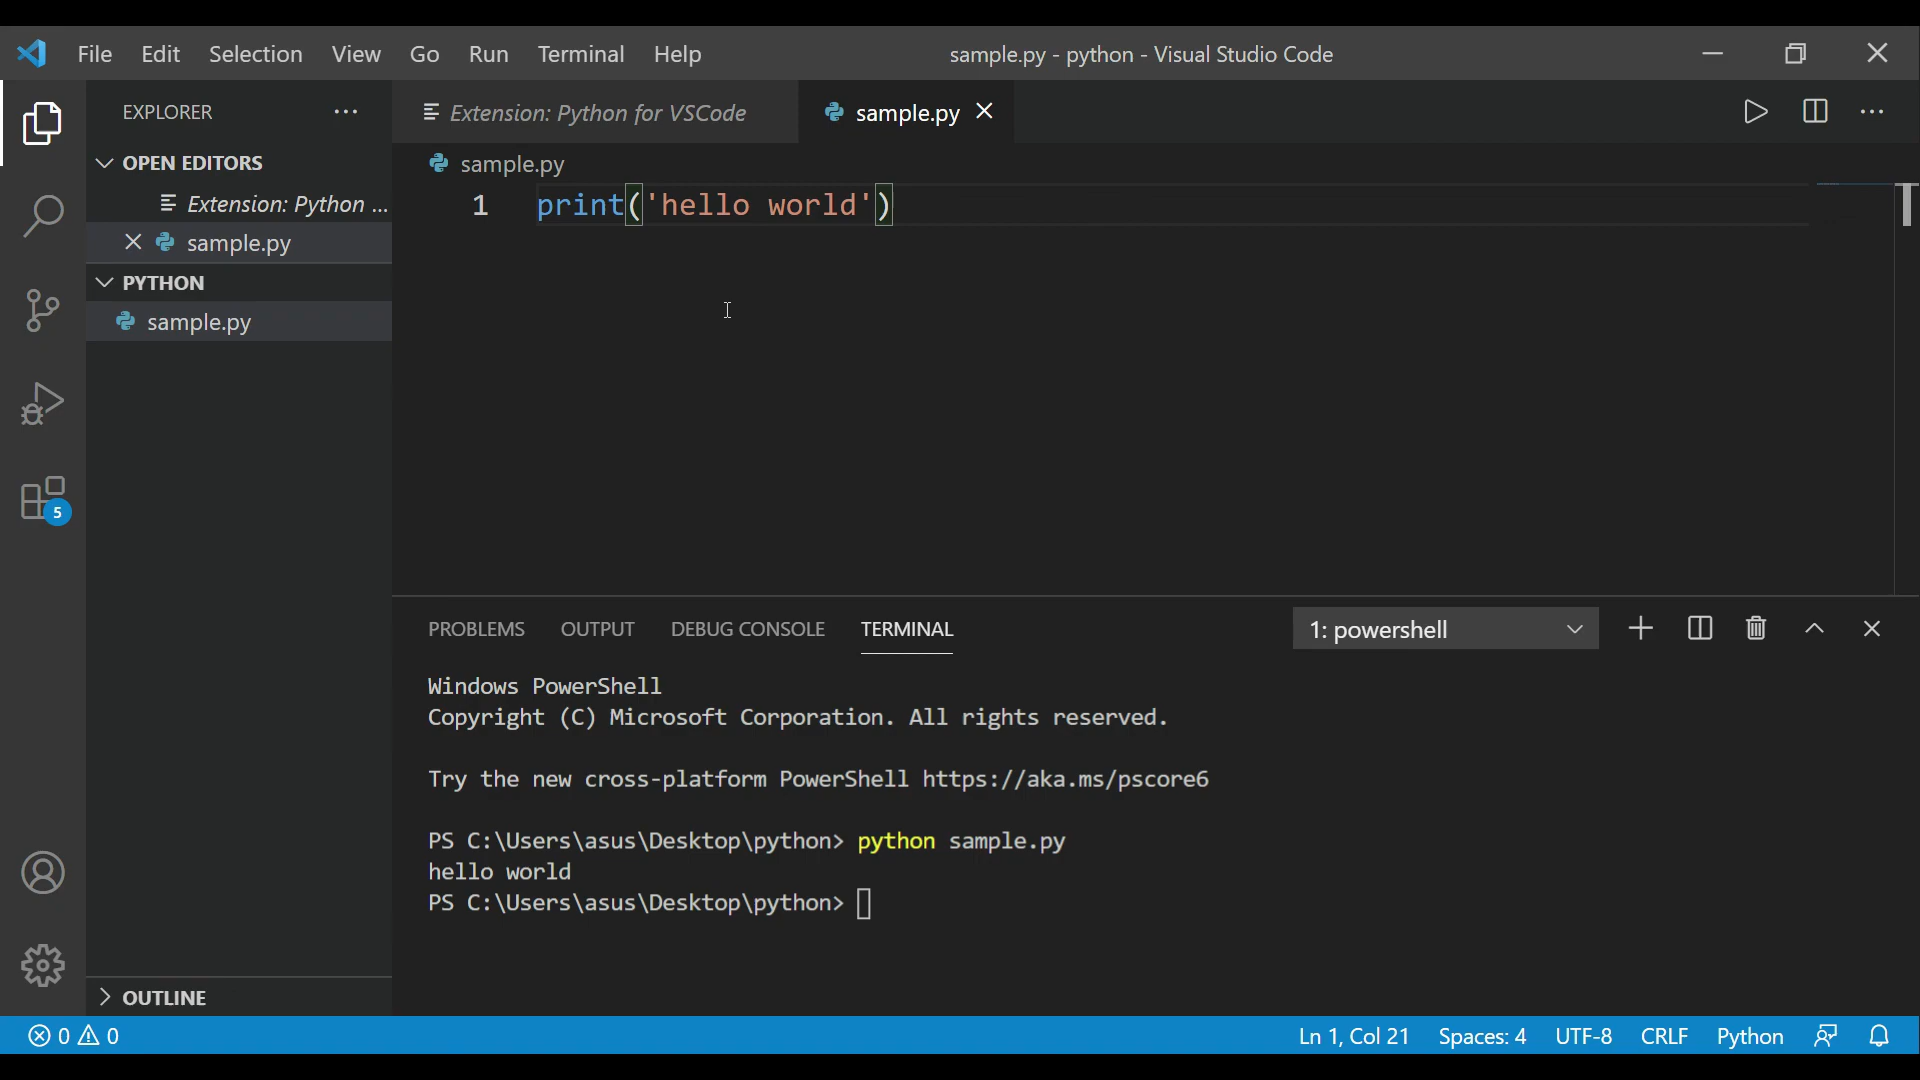 File Edit Selection View Go Run Terminal Help sample.py - python - Visual Studio Code
EXPLORER
OPEN EDITORS
Extension: Python ...
sample.py
PYTHON
sample.py
OUTLINE
5
Extension: Python for VSCode sample.py
sample.py
1 print('hello world')
PROBLEMS OUTPUT DEBUG CONSOLE TERMINAL 1: powershell
Windows PowerShell
Copyright (C) Microsoft Corporation. All rights reserved.
Try the new cross-platform PowerShell https://aka.ms/pscore6
PS C:\Users\asus\Desktop\python> python sample.py
hello world
PS C:\Users\asus\Desktop\python>
0 0 Ln 1, Col 21 Spaces: 4 UTF-8 CRLF Python